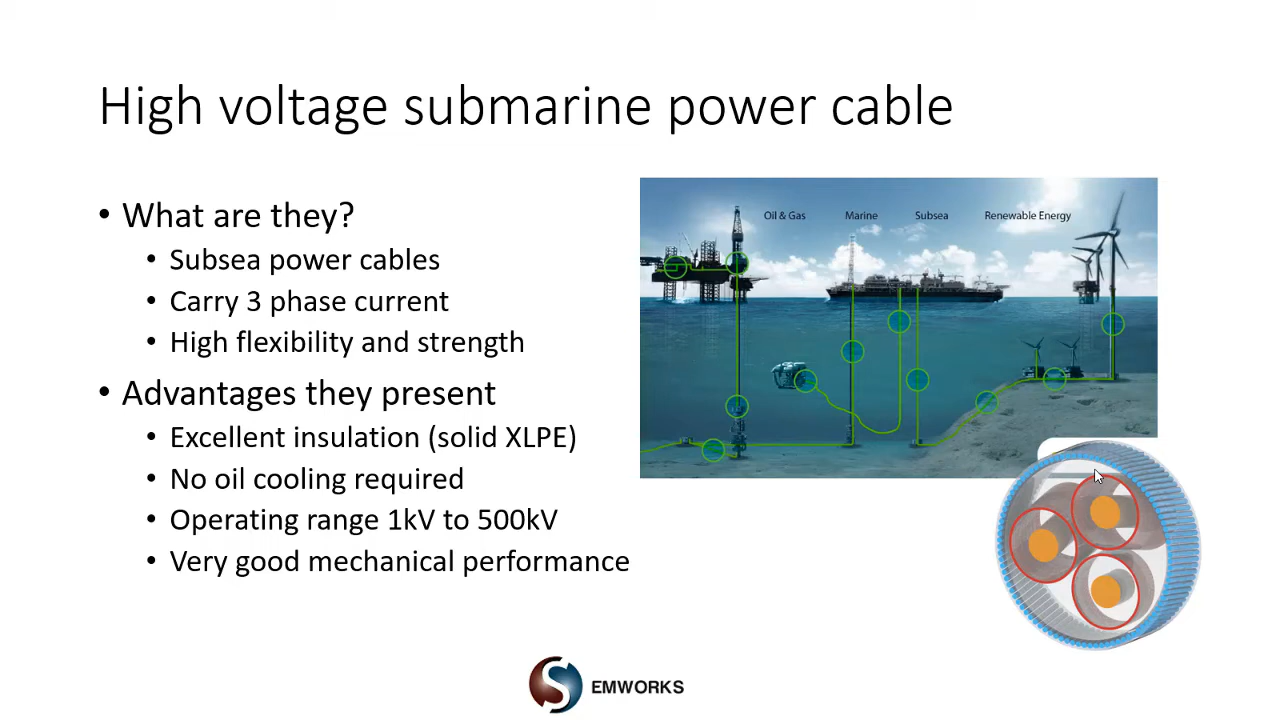 High voltage submarine power cable
• What are they?
• Subsea power cables
• Carry 3 phase current
• High flexibility and strength
• Advantages they present
• Excellent insulation (solid XLPE)
• No oil cooling required
• Operating range 1kV to 500kV
• Very good mechanical performance
Oil & Gas Marine Subsea Renewable Energy
EMWORKS